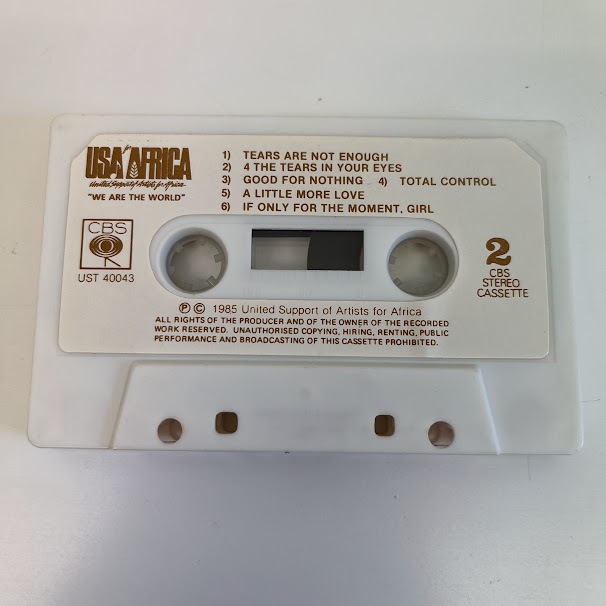 USA for AFRICA
United Support of Artists for Africa
"WE ARE THE WORLD"
CBS
UST 40043
1) TEARS ARE NOT ENOUGH
2) 4 THE TEARS IN YOUR EYES
3) GOOD FOR NOTHING 4) TOTAL CONTROL
5) A LITTLE MORE LOVE
6) IF ONLY FOR THE MOMENT, GIRL
2
CBS
STEREO
CASSETTE
Ⓟ © 1985 United Support of Artists for Africa
ALL RIGHTS OF THE PRODUCER AND OF THE OWNER OF THE RECORDED
WORK RESERVED. UNAUTHORISED COPYING, HIRING, RENTING, PUBLIC
PERFORMANCE AND BROADCASTING OF THIS CASSETTE PROHIBITED.